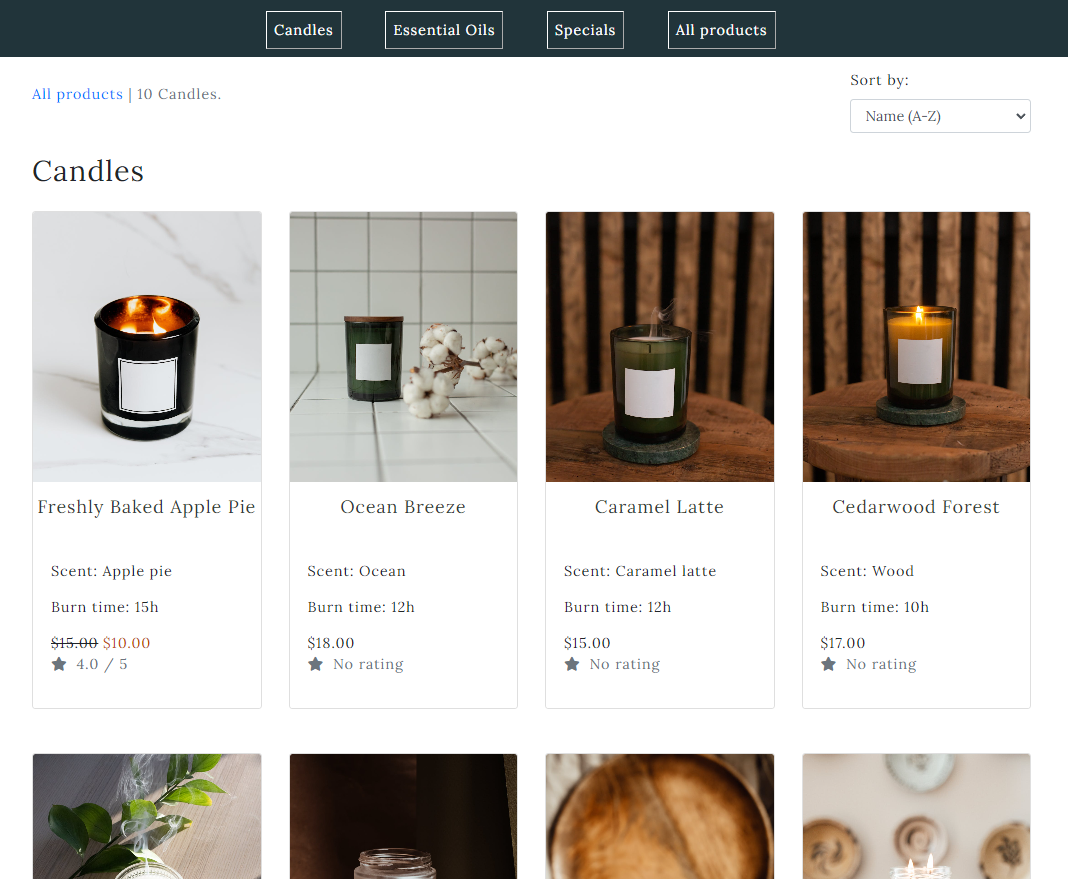 Candles Essential Oils Specials All products
All products | 10 Candles.
Sort by:
Name (A-Z)
Candles
Freshly Baked Apple Pie
Scent: Apple pie
Burn time: 15h
$15.00 $10.00
4.0 / 5
Ocean Breeze
Scent: Ocean
Burn time: 12h
$18.00
No rating
Caramel Latte
Scent: Caramel latte
Burn time: 12h
$15.00
No rating
Cedarwood Forest
Scent: Wood
Burn time: 10h
$17.00
No rating